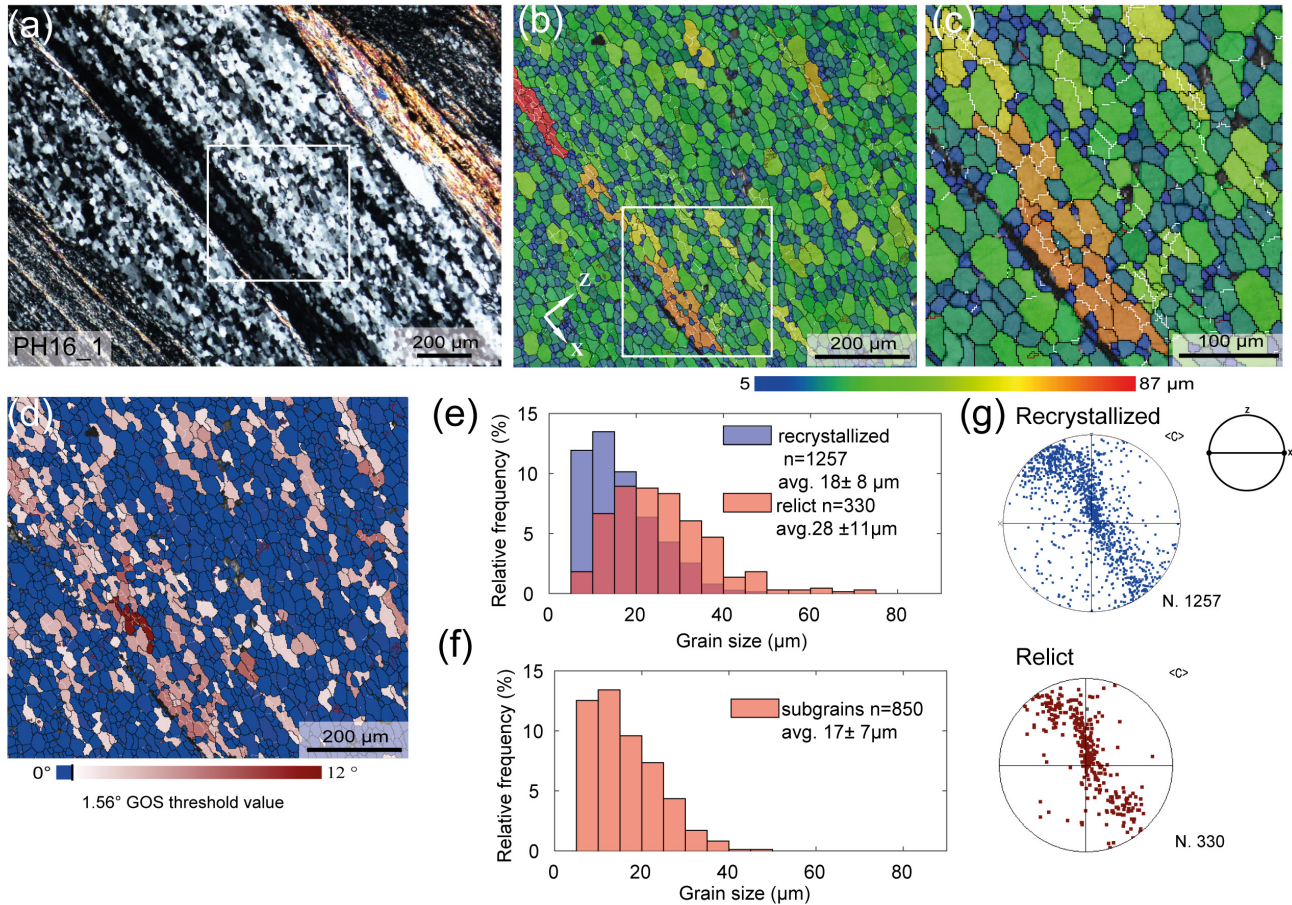 (a)
PH16_1
200 µm
(b)
z
x
200 µm
(c)
100 µm
5
87 µm
(d)
200 µm
0°
12 °
1.56° GOS threshold value
(e)
Relative frequency (%)
15
10
5
0
recrystallized
n=1257
avg. 18± 8 µm
relict n=330
avg.28 ±11µm
0 20 40 60 80
Grain size (µm)
(f)
Relative frequency (%)
15
10
5
0
subgrains n=850
avg. 17± 7µm
0 20 40 60 80
Grain size (µm)
(g)
Recrystallized
<C>
z
x
X
N. 1257
Relict
<C>
N. 330